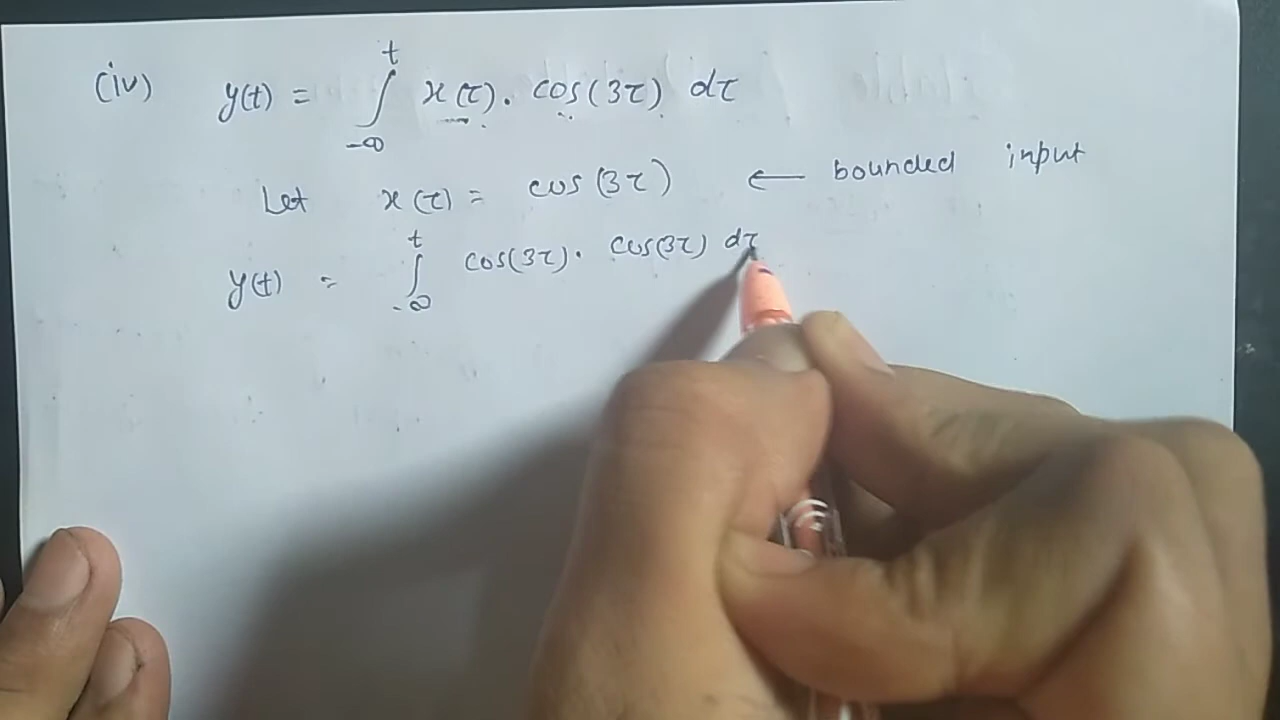 (iv) y(t) = ∫_{-∞}^{t} x(τ). cos(3τ) dτ
Let x(τ) = cos(3τ) ← bounded input
y(t) = ∫_{-∞}^{t} cos(3τ). cos(3τ) dτ